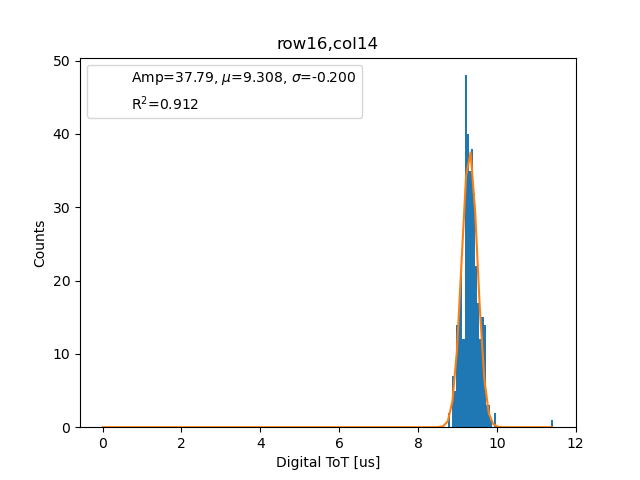 row16,col14
Amp=37.79, μ=9.308, σ=-0.200
R²=0.912
Counts
50
40
30
20
10
0
0 2 4 6 8 10 12
Digital ToT [us]